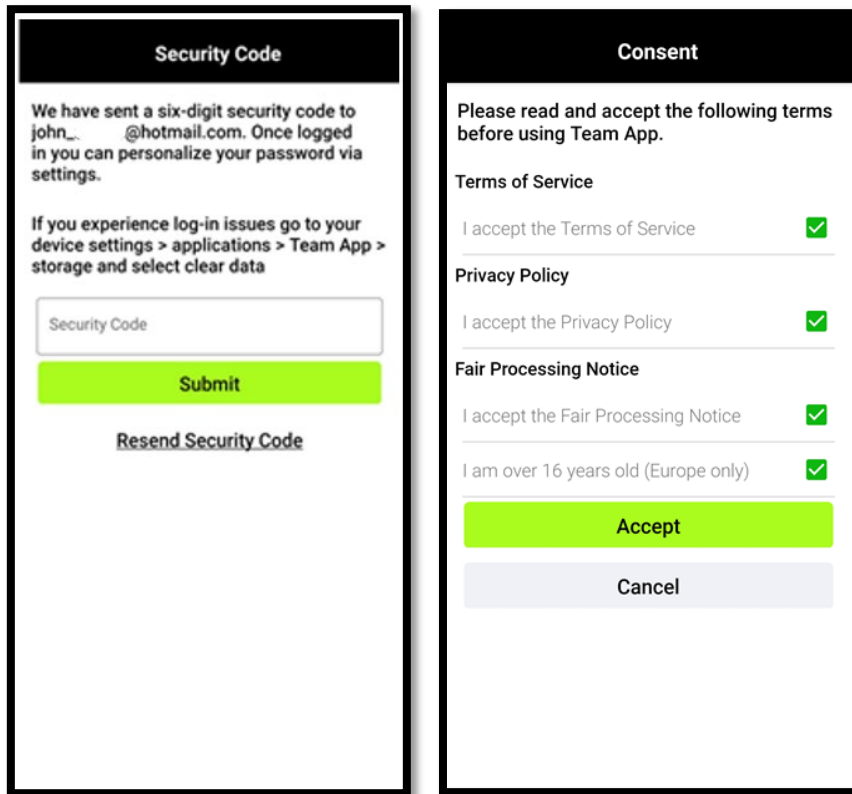 Security Code
We have sent a six-digit security code to
john_ @hotmail.com. Once logged
in you can personalize your password via
settings.
If you experience log-in issues go to your
device settings > applications > Team App >
storage and select clear data
Security Code
Submit
Resend Security Code
Consent
Please read and accept the following terms
before using Team App.
Terms of Service
I accept the Terms of Service
Privacy Policy
I accept the Privacy Policy
Fair Processing Notice
I accept the Fair Processing Notice
I am over 16 years old (Europe only)
Accept
Cancel